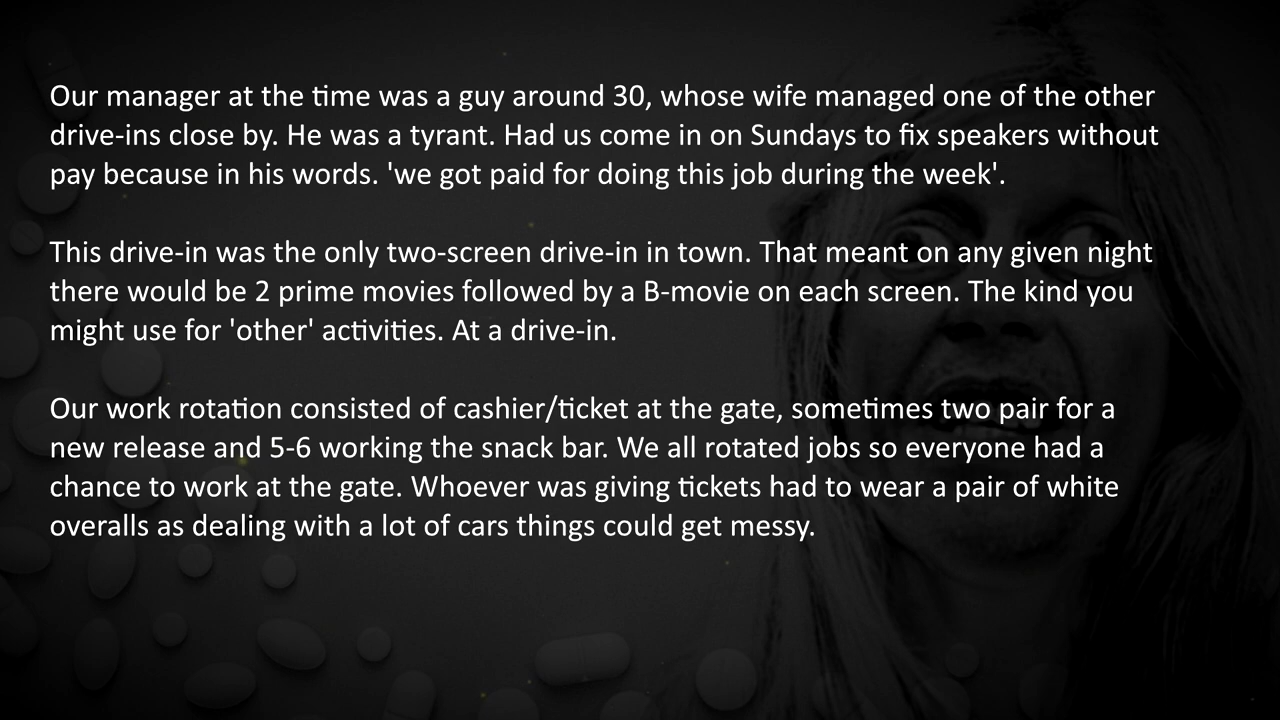 Our manager at the time was a guy around 30, whose wife managed one of the other
drive-ins close by. He was a tyrant. Had us come in on Sundays to fix speakers without
pay because in his words. 'we got paid for doing this job during the week'.
This drive-in was the only two-screen drive-in in town. That meant on any given night
there would be 2 prime movies followed by a B-movie on each screen. The kind you
might use for 'other' activities. At a drive-in.
Our work rotation consisted of cashier/ticket at the gate, sometimes two pair for a
new release and 5-6 working the snack bar. We all rotated jobs so everyone had a
chance to work at the gate. Whoever was giving tickets had to wear a pair of white
overalls as dealing with a lot of cars things could get messy.